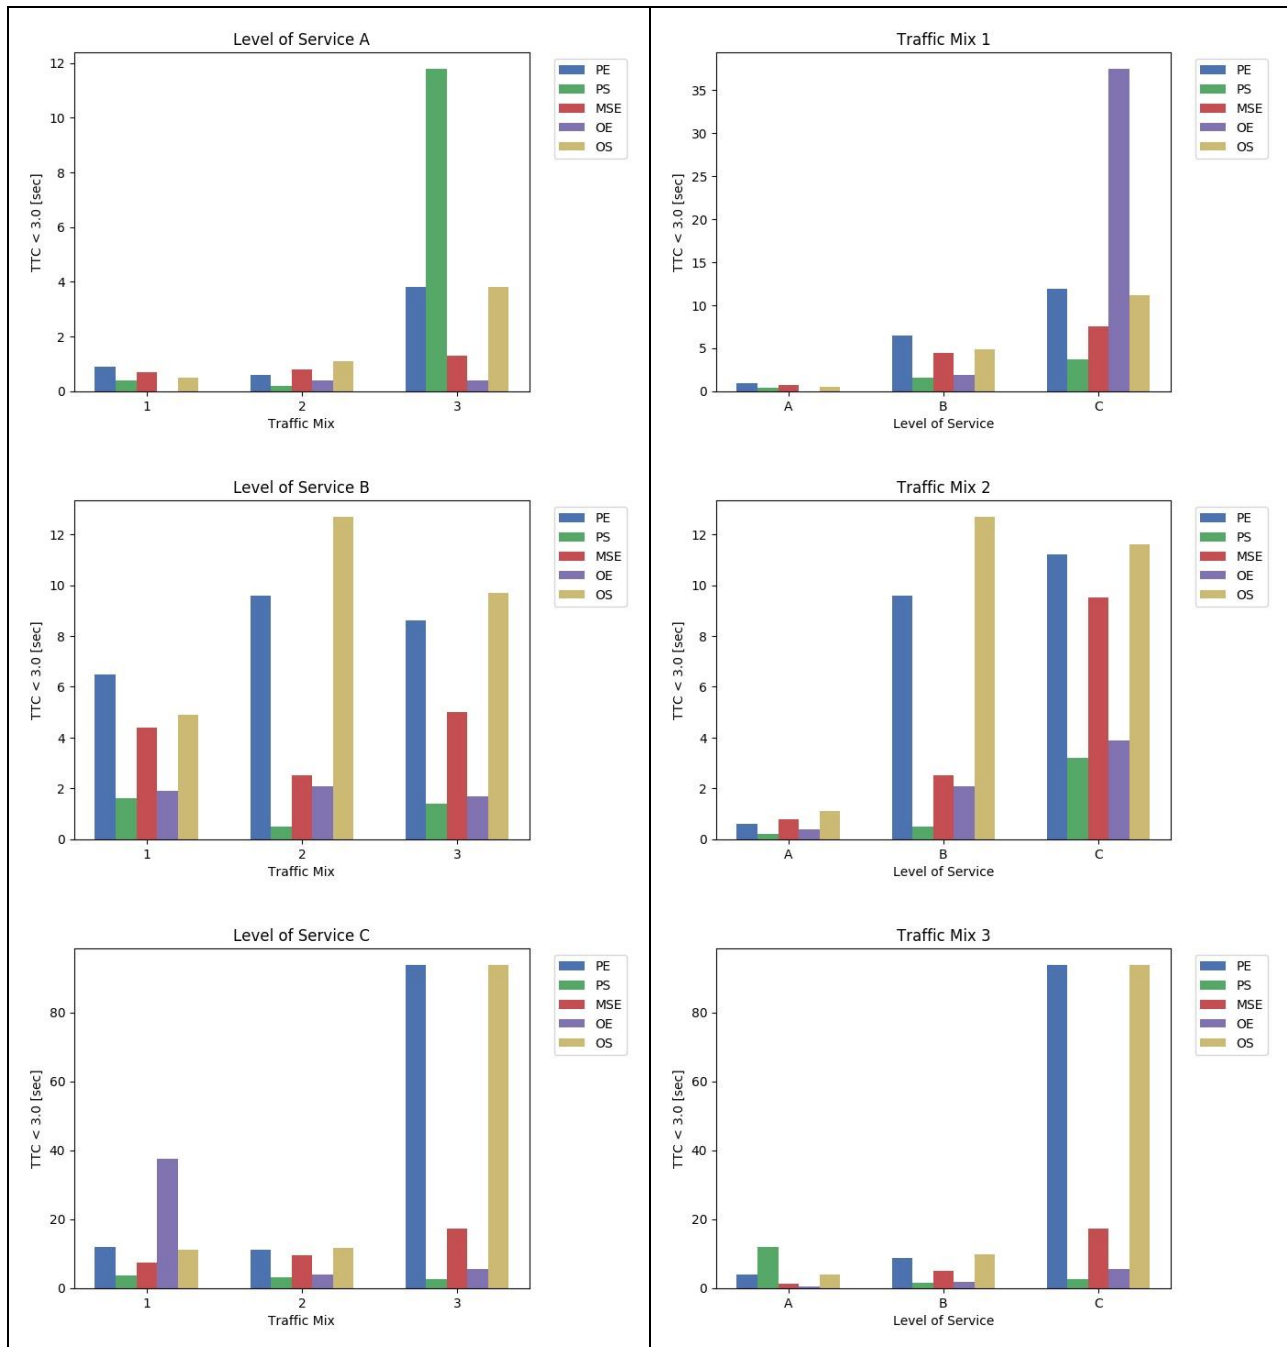 Level of Service A
12
10
8
6
4
2
0
TTC < 3.0 [sec]
1 2 3
Traffic Mix
PE
PS
MSE
OE
OS
Traffic Mix 1
35
30
25
20
15
10
5
0
TTC < 3.0 [sec]
A B C
Level of Service
PE
PS
MSE
OE
OS
Level of Service B
12
10
8
6
4
2
0
TTC < 3.0 [sec]
1 2 3
Traffic Mix
PE
PS
MSE
OE
OS
Traffic Mix 2
12
10
8
6
4
2
0
TTC < 3.0 [sec]
A B C
Level of Service
PE
PS
MSE
OE
OS
Level of Service C
80
60
40
20
0
TTC < 3.0 [sec]
1 2 3
Traffic Mix
PE
PS
MSE
OE
OS
Traffic Mix 3
80
60
40
20
0
TTC < 3.0 [sec]
A B C
Level of Service
PE
PS
MSE
OE
OS